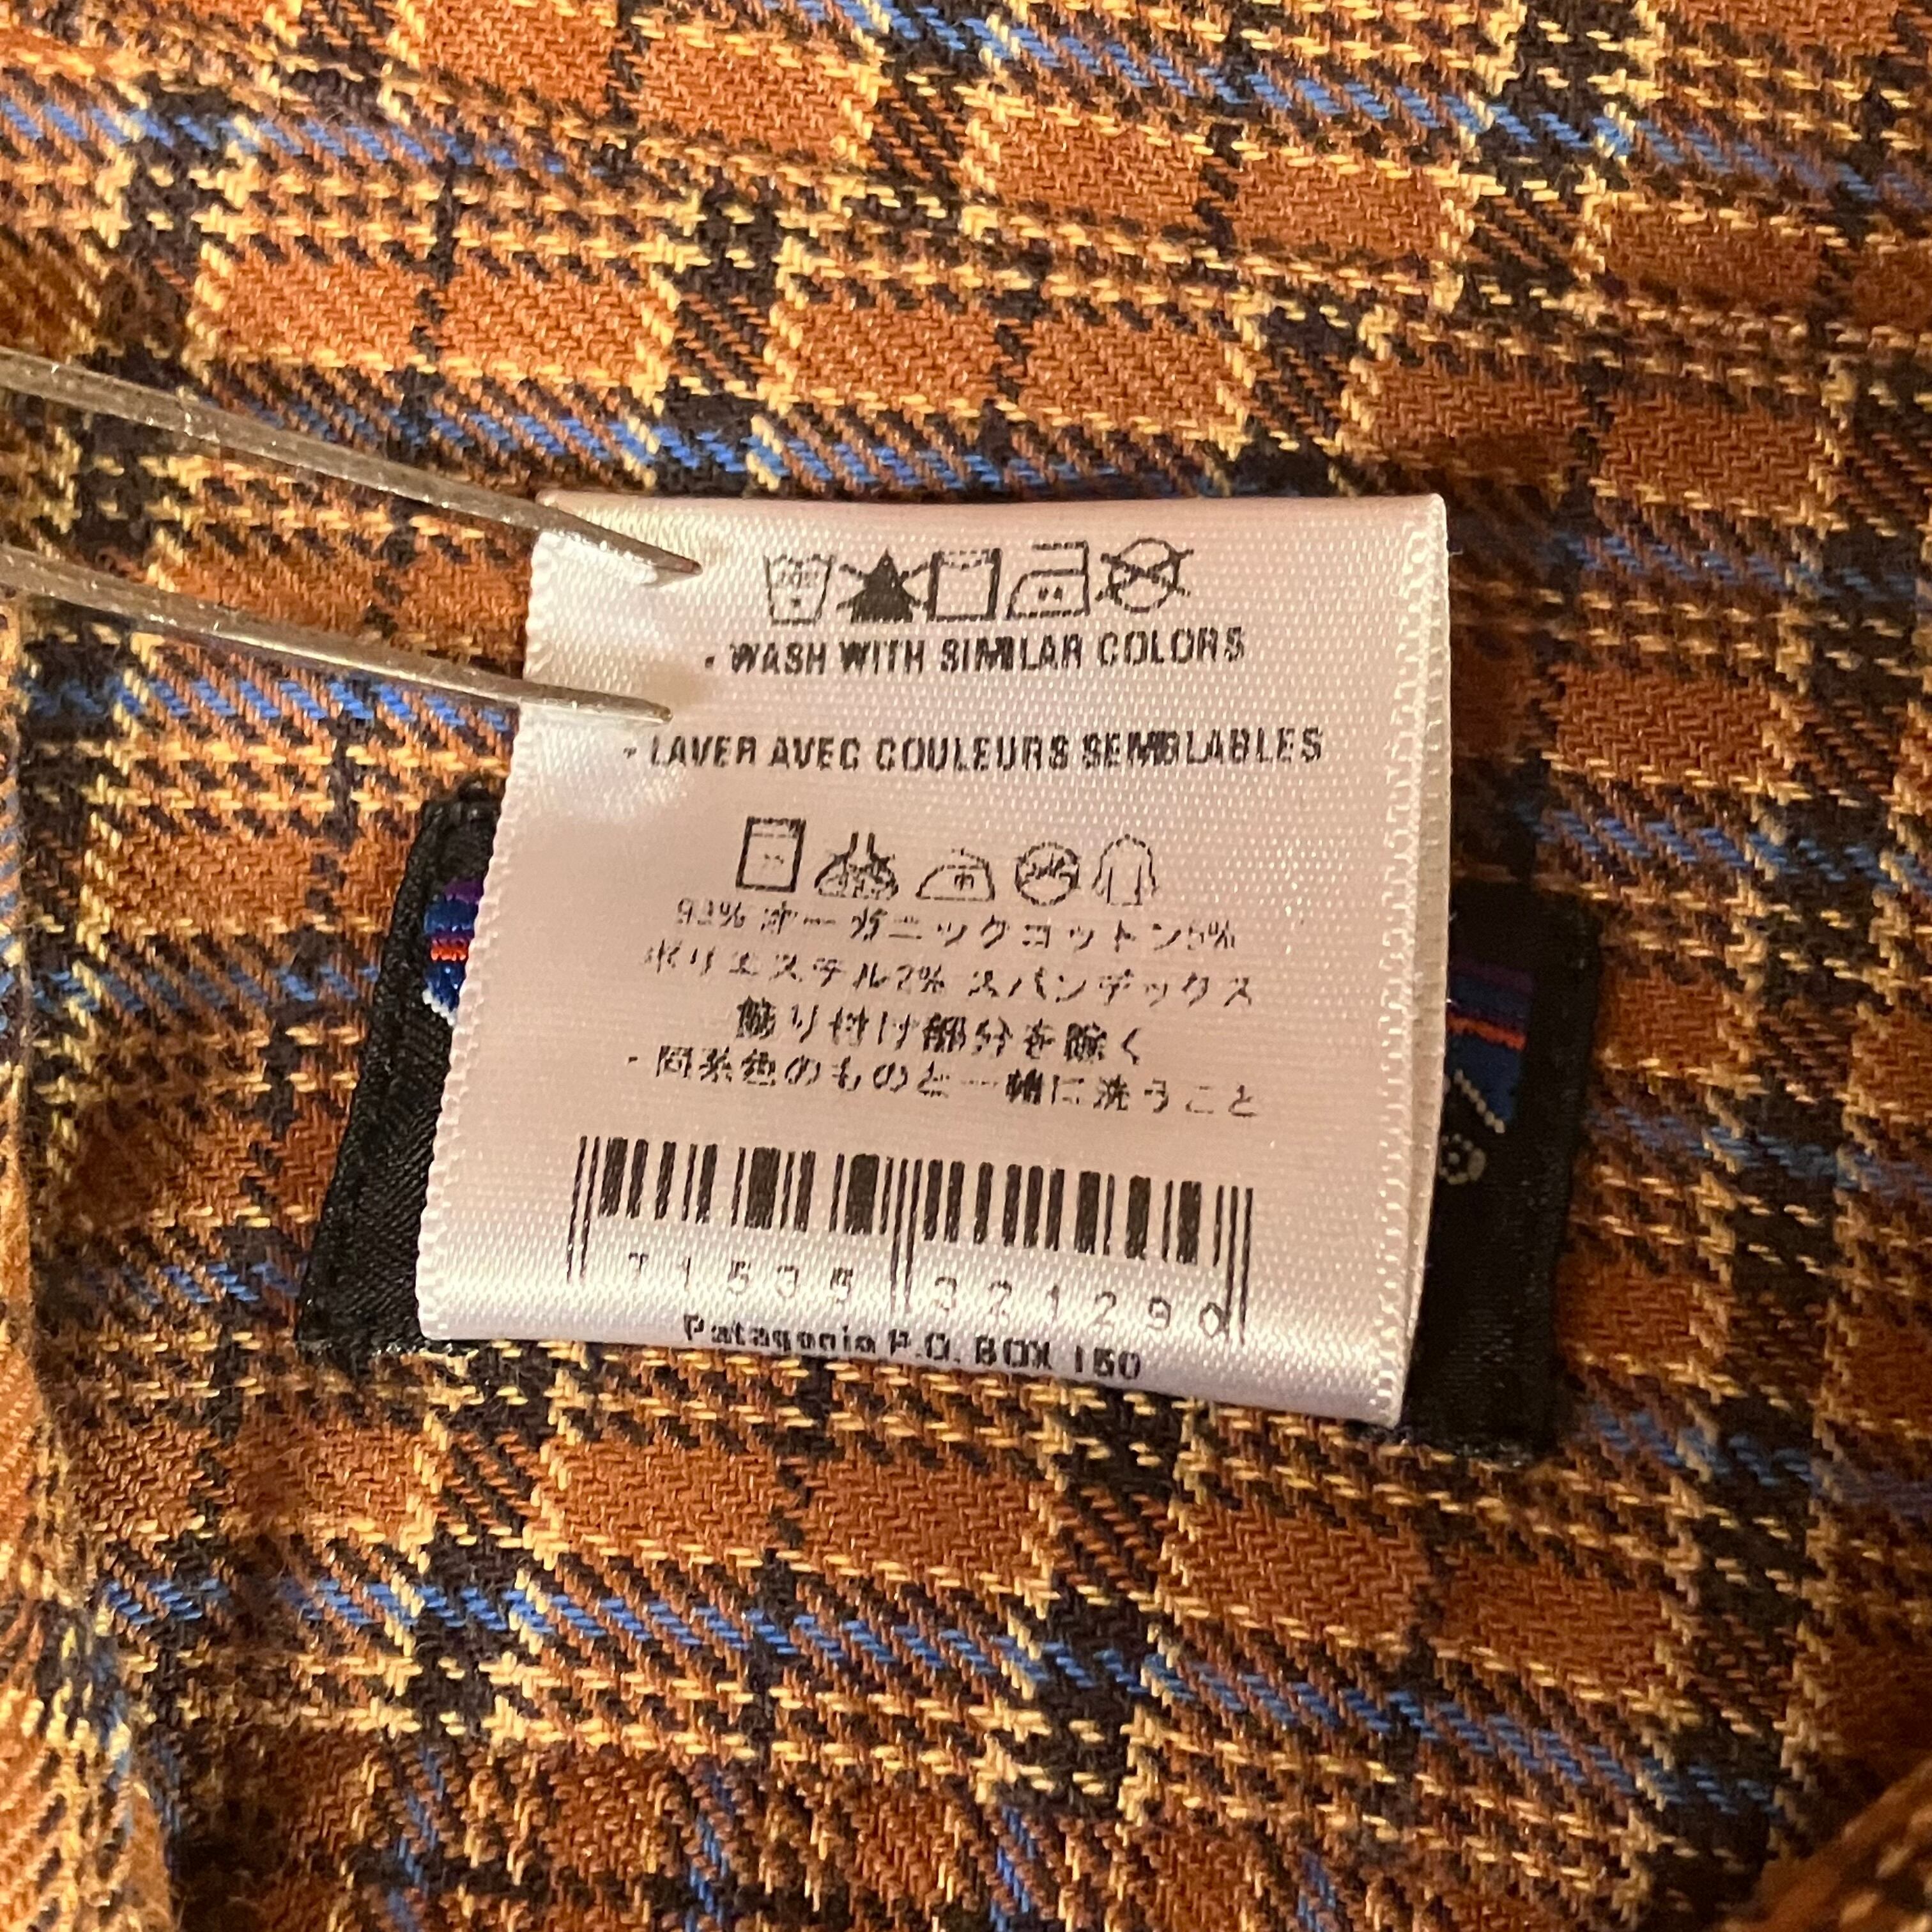 · WASH WITH SIMILAR COLORS
· LAVER AVEC COULEURS SEMBLABLES
93% オーガニックコットン5%
ポリエステル2% スパンデックス
飾り付け部分を除く
· 同系色のものと一緒に洗うこと
71535 321290
Patagonia P.O. BOX 150